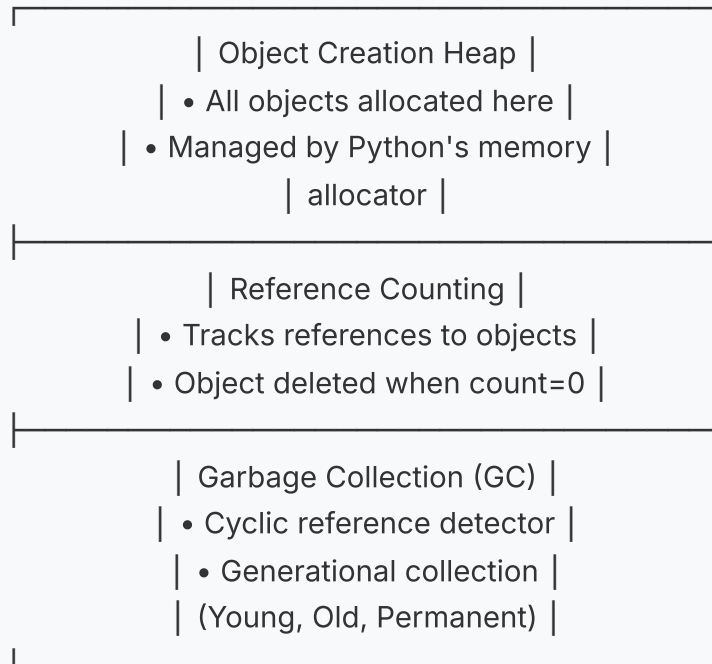 │ Object Creation Heap │
│ • All objects allocated here │
│ • Managed by Python's memory │
│ allocator │
│ Reference Counting │
│ • Tracks references to objects │
│ • Object deleted when count=0 │
│ Garbage Collection (GC) │
│ • Cyclic reference detector │
│ • Generational collection │
│ (Young, Old, Permanent) │